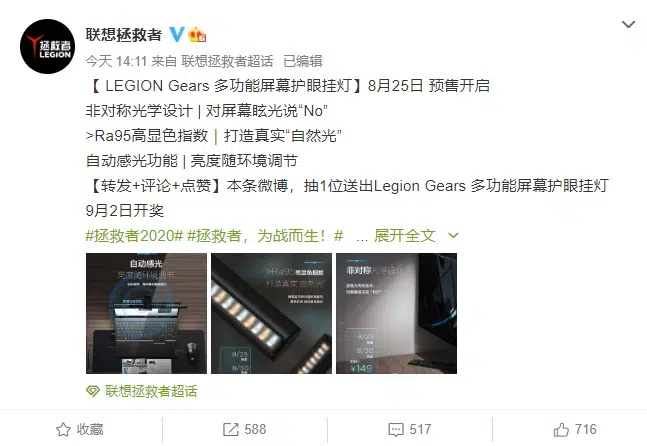 拯救者
LEGION
联想拯救者
今天 14:11 来自 联想拯救者超话 已编辑
【 LEGION Gears 多功能屏幕护眼挂灯】8月25日 预售开启
非对称光学设计 | 对屏幕眩光说“No”
>Ra95高显色指数｜打造真实“自然光”
自动感光功能 | 亮度随环境调节
【转发+评论+点赞】本条微博，抽1位送出Legion Gears 多功能屏幕护眼挂灯
9月2日开奖
#拯救者2020# #拯救者，为战而生！# ... 展开全文
自动感光
亮度随环境调节
>Ra95高显色指数
打造真实“自然光”
8/25
8/30
非对称光学设计
8/25
8/30
¥149
联想拯救者超话
收藏
588
517
716